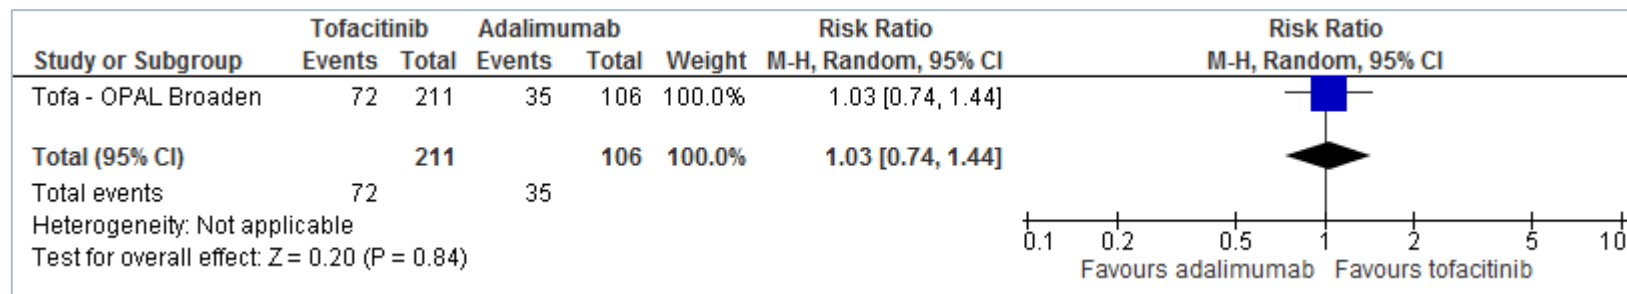 Tofacitinib Adalimumab Risk Ratio Risk Ratio
Study or Subgroup Events Total Events Total Weight M-H, Random, 95% CI M-H, Random, 95% CI
Tofa - OPAL Broaden 72 211 35 106 100.0% 1.03 [0.74, 1.44]
Total (95% CI) 211 106 100.0% 1.03 [0.74, 1.44]
Total events 72 35
Heterogeneity: Not applicable
Test for overall effect: Z = 0.20 (P = 0.84)
0.1 0.2 0.5 1 2 5 10
Favours adalimumab Favours tofacitinib